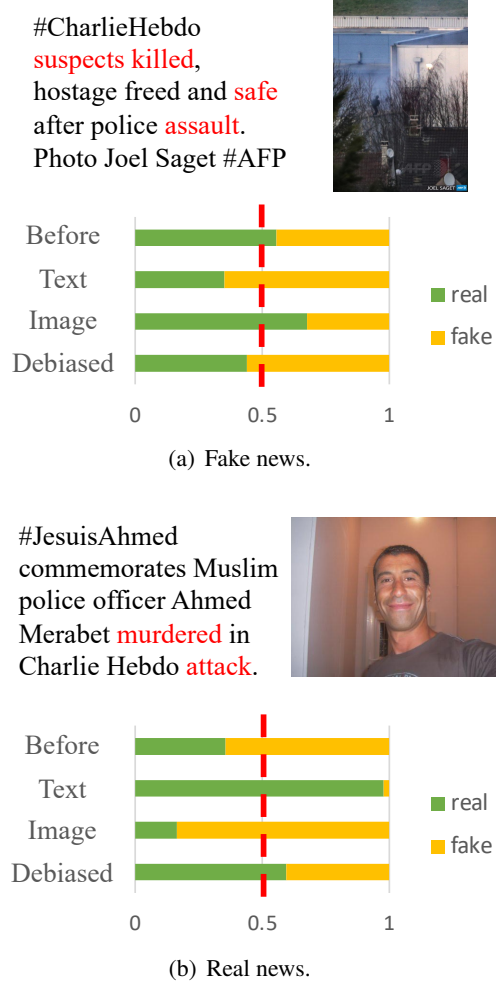 #CharlieHebdo
suspects killed,
hostage freed and safe
after police assault.
Photo Joel Saget #AFP
AFP
JOEL SAGET
Before
Text
Image
Debiased
real
fake
0 0.5 1
(a) Fake news.
#JesuisAhmed
commemorates Muslim
police officer Ahmed
Merabet murdered in
Charlie Hebdo attack.
Before
Text
Image
Debiased
real
fake
0 0.5 1
(b) Real news.